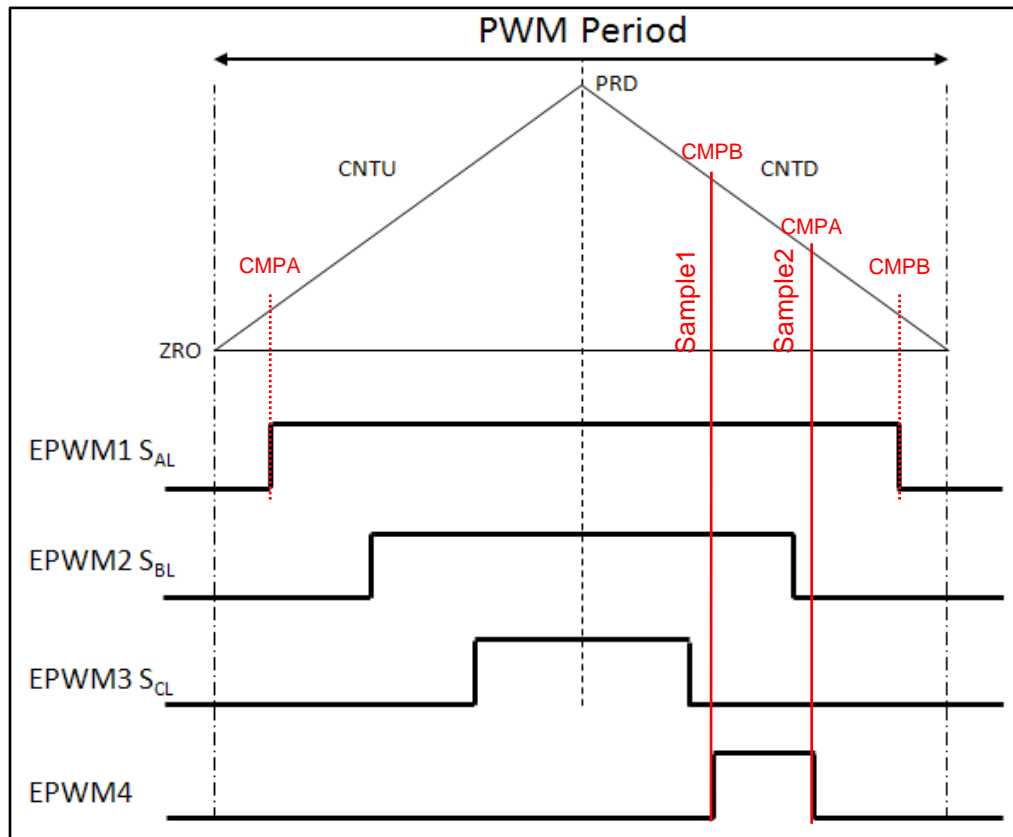 PWM Period
PRD
CMPB
CNTU
CNTD
CMPA
CMPA
CMPB
Sample1
Sample2
ZRO
EPWM1 SAL
EPWM2 SBL
EPWM3 SCL
EPWM4